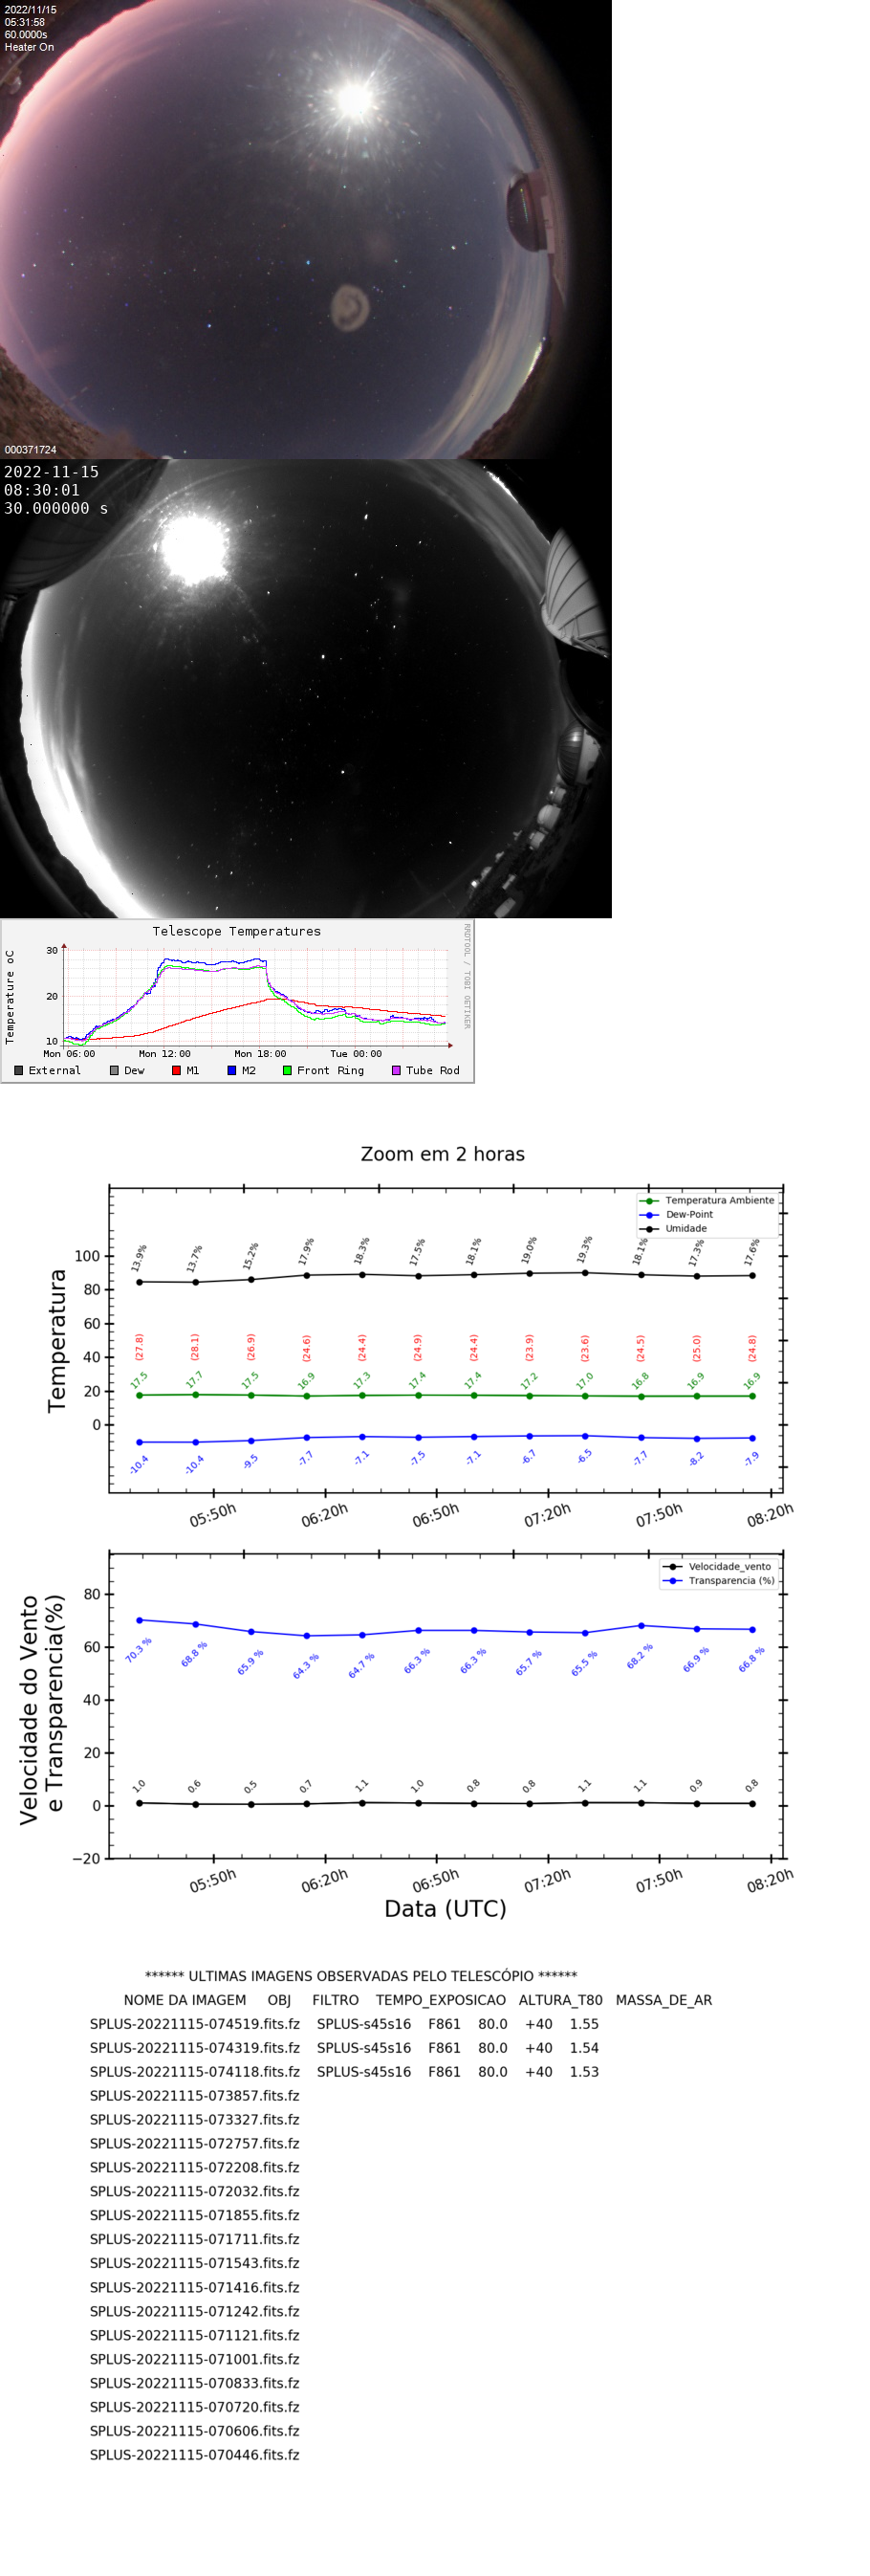 2022/11/15
05:31:58
60.0000s
Heater On
000371724
2022-11-15
08:30:01
30.000000 s
Telescope Temperatures
RRDTOOL / TOBI OETIKER
Temperature oC
30
20
10
Mon 06:00 Mon 12:00 Mon 18:00 Tue 00:00
External Dew M1 M2 Front Ring Tube Rod
Zoom em 2 horas
Temperatura Ambiente
Dew-Point
Umidade
Temperatura
100
80
60
40
20
0
13.9% 13.7% 15.2% 17.9% 18.3% 17.5% 18.1% 19.0% 19.3% 18.1% 17.3% 17.6%
(27.8) (28.1) (26.9) (24.6) (24.4) (24.9) (24.4) (23.9) (23.6) (24.5) (25.0) (24.8)
17.5 17.7 17.5 16.9 17.3 17.4 17.4 17.2 17.0 16.8 16.9 16.9
-10.4 -10.4 -9.5 -7.7 -7.1 -7.5 -7.1 -6.7 -6.5 -7.7 -8.2 -7.9
05:50h 06:20h 06:50h 07:20h 07:50h 08:20h
Velocidade_vento
Transparencia (%)
Velocidade do Vento
e Transparencia(%)
80
60
40
20
0
−20
70.3 % 68.8 % 65.9 % 64.3 % 64.7 % 66.3 % 66.3 % 65.7 % 65.5 % 68.2 % 66.9 % 66.8 %
1.0 0.6 0.5 0.7 1.1 1.0 0.8 0.8 1.1 1.1 0.9 0.8
05:50h 06:20h 06:50h 07:20h 07:50h 08:20h
Data (UTC)
****** ULTIMAS IMAGENS OBSERVADAS PELO TELESCÓPIO ******
NOME DA IMAGEM OBJ FILTRO TEMPO_EXPOSICAO ALTURA_T80 MASSA_DE_AR
SPLUS-20221115-074519.fits.fz SPLUS-s45s16 F861 80.0 +40 1.55
SPLUS-20221115-074319.fits.fz SPLUS-s45s16 F861 80.0 +40 1.54
SPLUS-20221115-074118.fits.fz SPLUS-s45s16 F861 80.0 +40 1.53
SPLUS-20221115-073857.fits.fz
SPLUS-20221115-073327.fits.fz
SPLUS-20221115-072757.fits.fz
SPLUS-20221115-072208.fits.fz
SPLUS-20221115-072032.fits.fz
SPLUS-20221115-071855.fits.fz
SPLUS-20221115-071711.fits.fz
SPLUS-20221115-071543.fits.fz
SPLUS-20221115-071416.fits.fz
SPLUS-20221115-071242.fits.fz
SPLUS-20221115-071121.fits.fz
SPLUS-20221115-071001.fits.fz
SPLUS-20221115-070833.fits.fz
SPLUS-20221115-070720.fits.fz
SPLUS-20221115-070606.fits.fz
SPLUS-20221115-070446.fits.fz